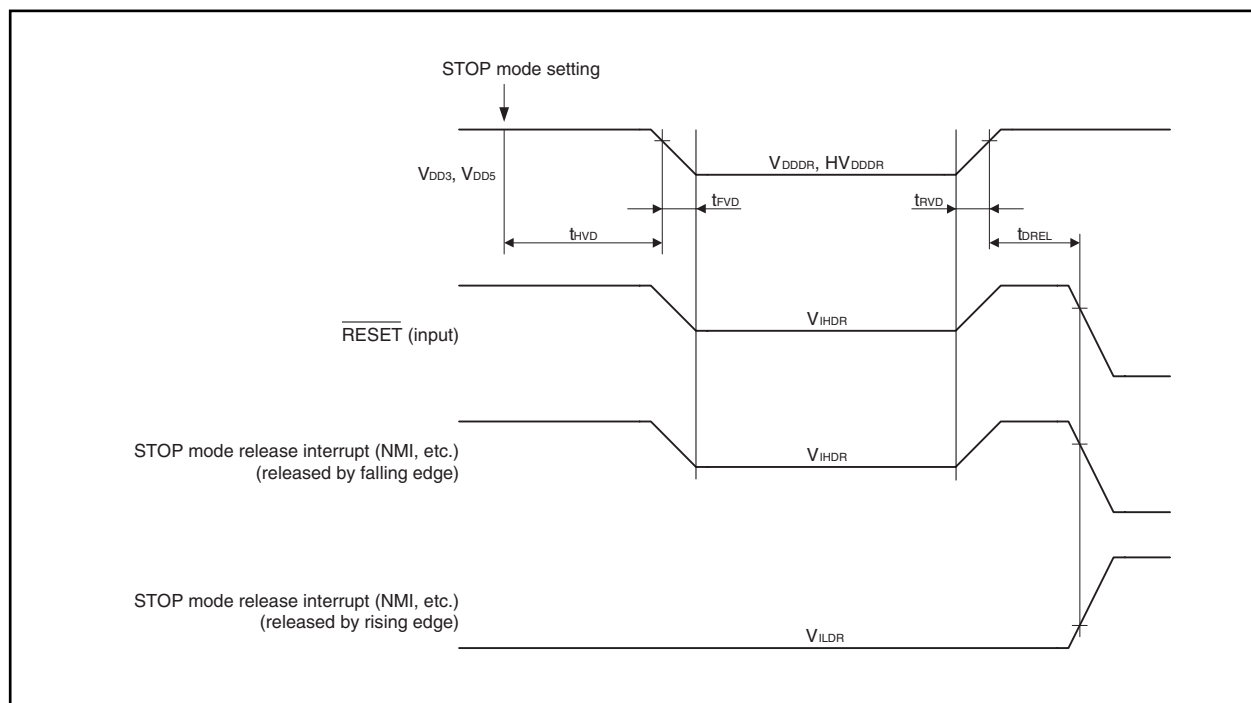 STOP mode setting
VDD3, VDD5
VDDDR, HVDDDR
tFVD
tRVD
tHVD
tDREL
RESET (input)
VIHDR
STOP mode release interrupt (NMI, etc.)
(released by falling edge)
VIHDR
STOP mode release interrupt (NMI, etc.)
(released by rising edge)
VILDR